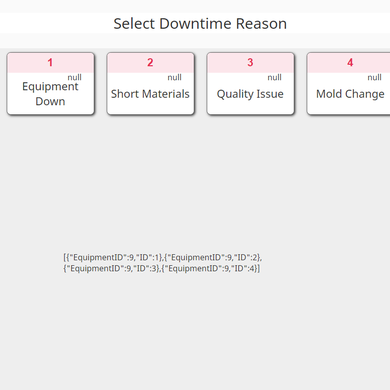 Select Downtime Reason
1
null
Equipment
Down
2
null
Short Materials
3
null
Quality Issue
4
null
Mold Change
[{"EquipmentID":9,"ID":1},{"EquipmentID":9,"ID":2},
{"EquipmentID":9,"ID":3},{"EquipmentID":9,"ID":4}]